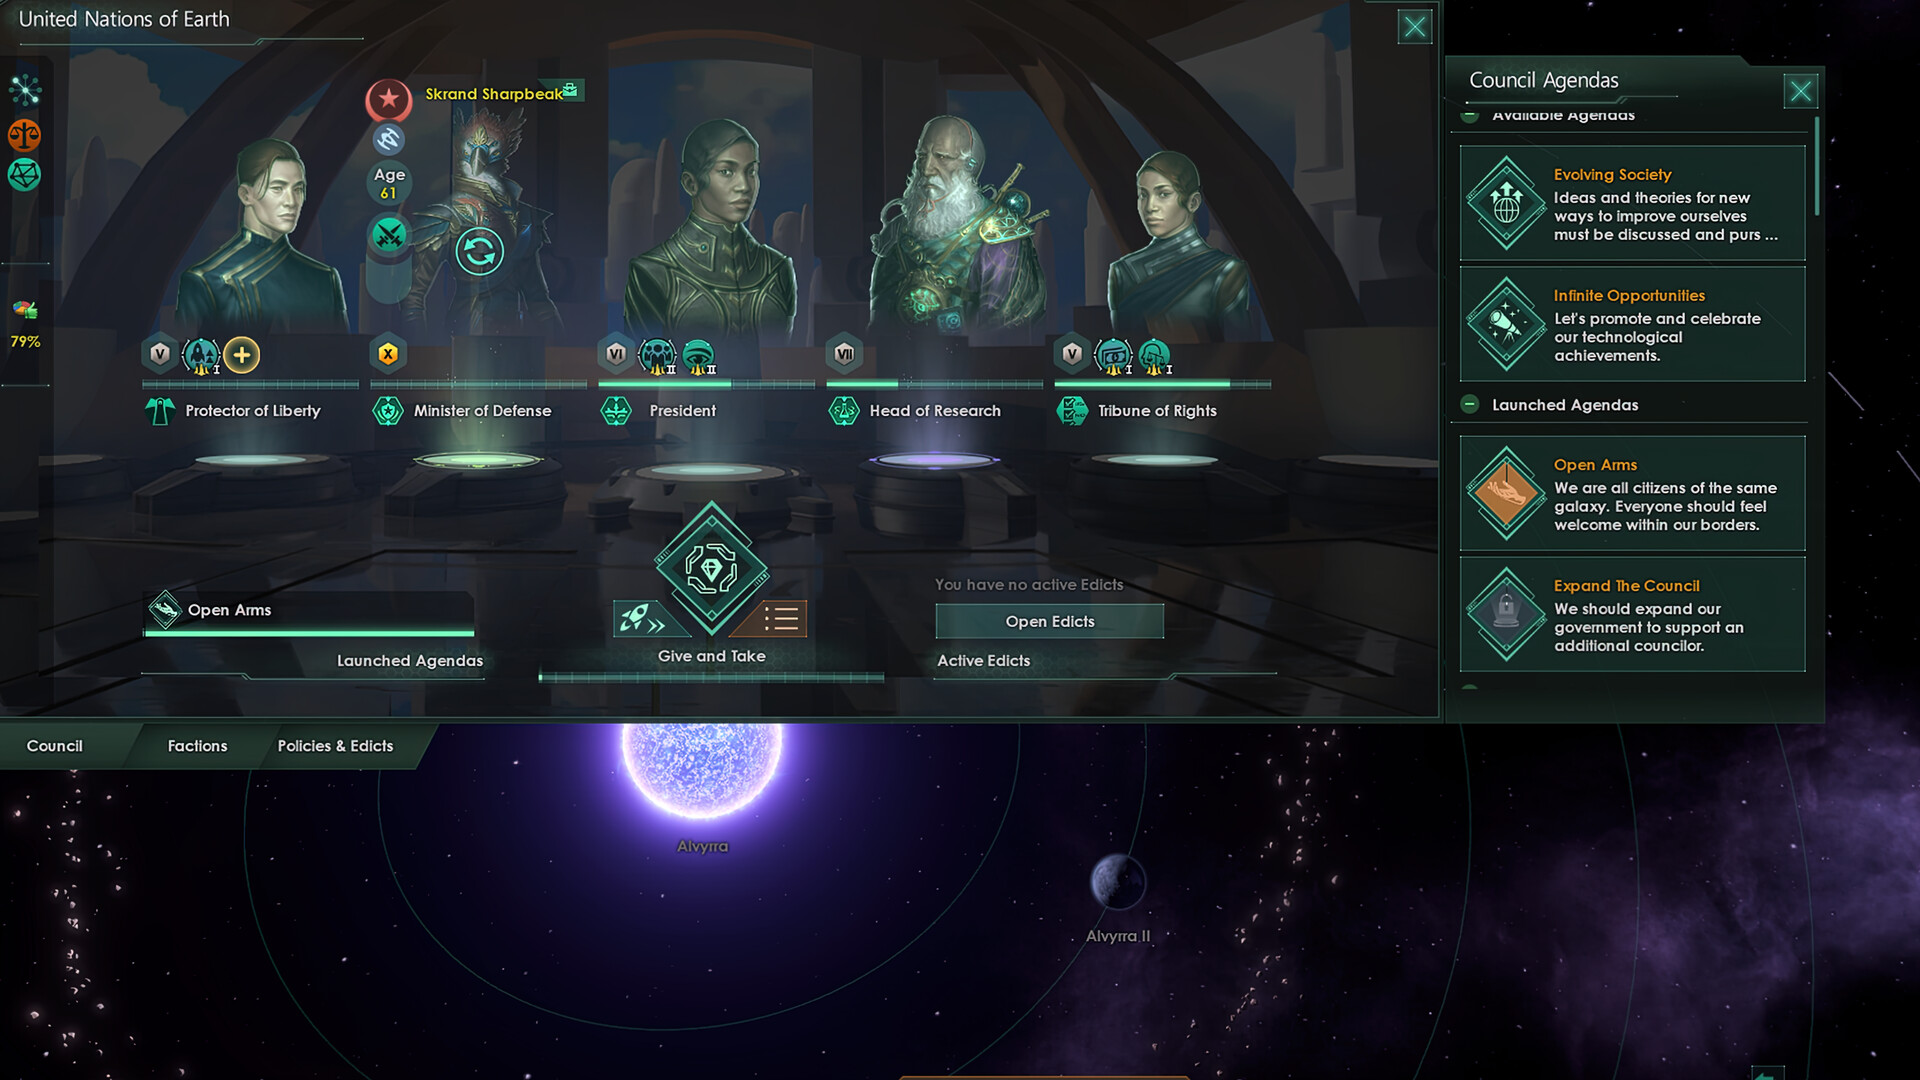 United Nations of Earth
Skrand Sharpbeak
Age
61
79%
V
I
X
VI
II
II
VII
V
I
I
Protector of Liberty
Minister of Defense
President
Head of Research
Tribune of Rights
Open Arms
Launched Agendas
Give and Take
You have no active Edicts
Open Edicts
Active Edicts
Council
Factions
Policies & Edicts
Council Agendas
Available Agendas
Evolving Society
Ideas and theories for new
ways to improve ourselves
must be discussed and purs ...
Infinite Opportunities
Let's promote and celebrate
our technological
achievements.
Launched Agendas
Open Arms
We are all citizens of the same
galaxy. Everyone should feel
welcome within our borders.
Expand The Council
We should expand our
government to support an
additional councilor.
Alvyrra
Alvyrra II